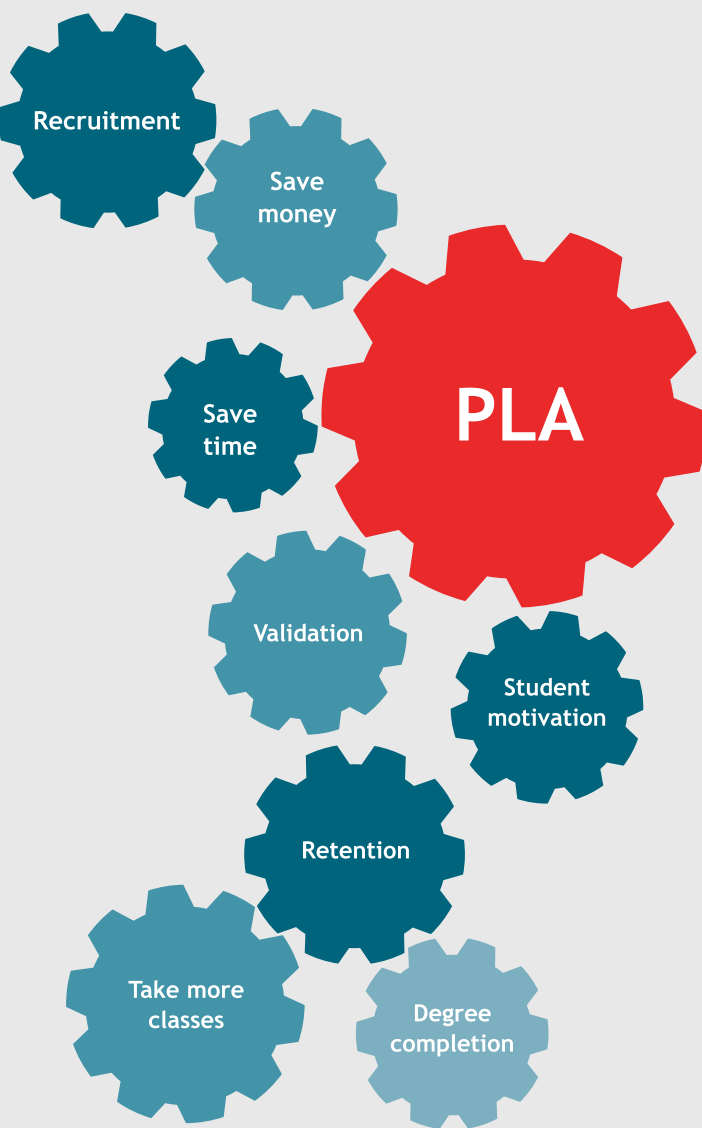 Recruitment
Save
money
PLA
Save
time
Validation
Student
motivation
Retention
Take more
classes
Degree
completion